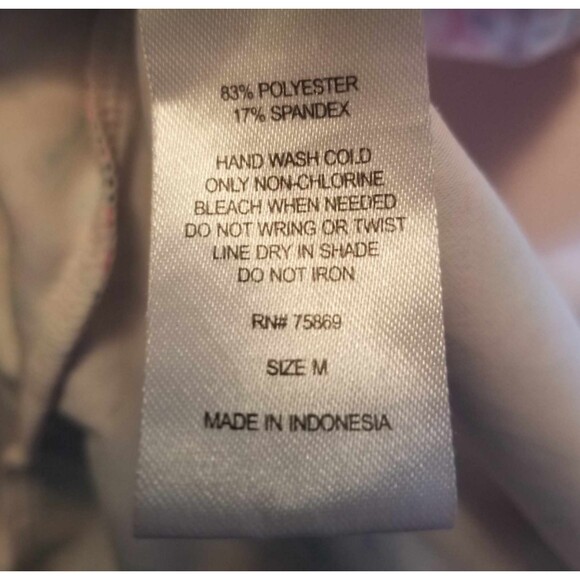 83% POLYESTER
17% SPANDEX
HAND WASH COLD
ONLY NON-CHLORINE
BLEACH WHEN NEEDED
DO NOT WRING OR TWIST
LINE DRY IN SHADE
DO NOT IRON
RN# 75869
SIZE M
MADE IN INDONESIA